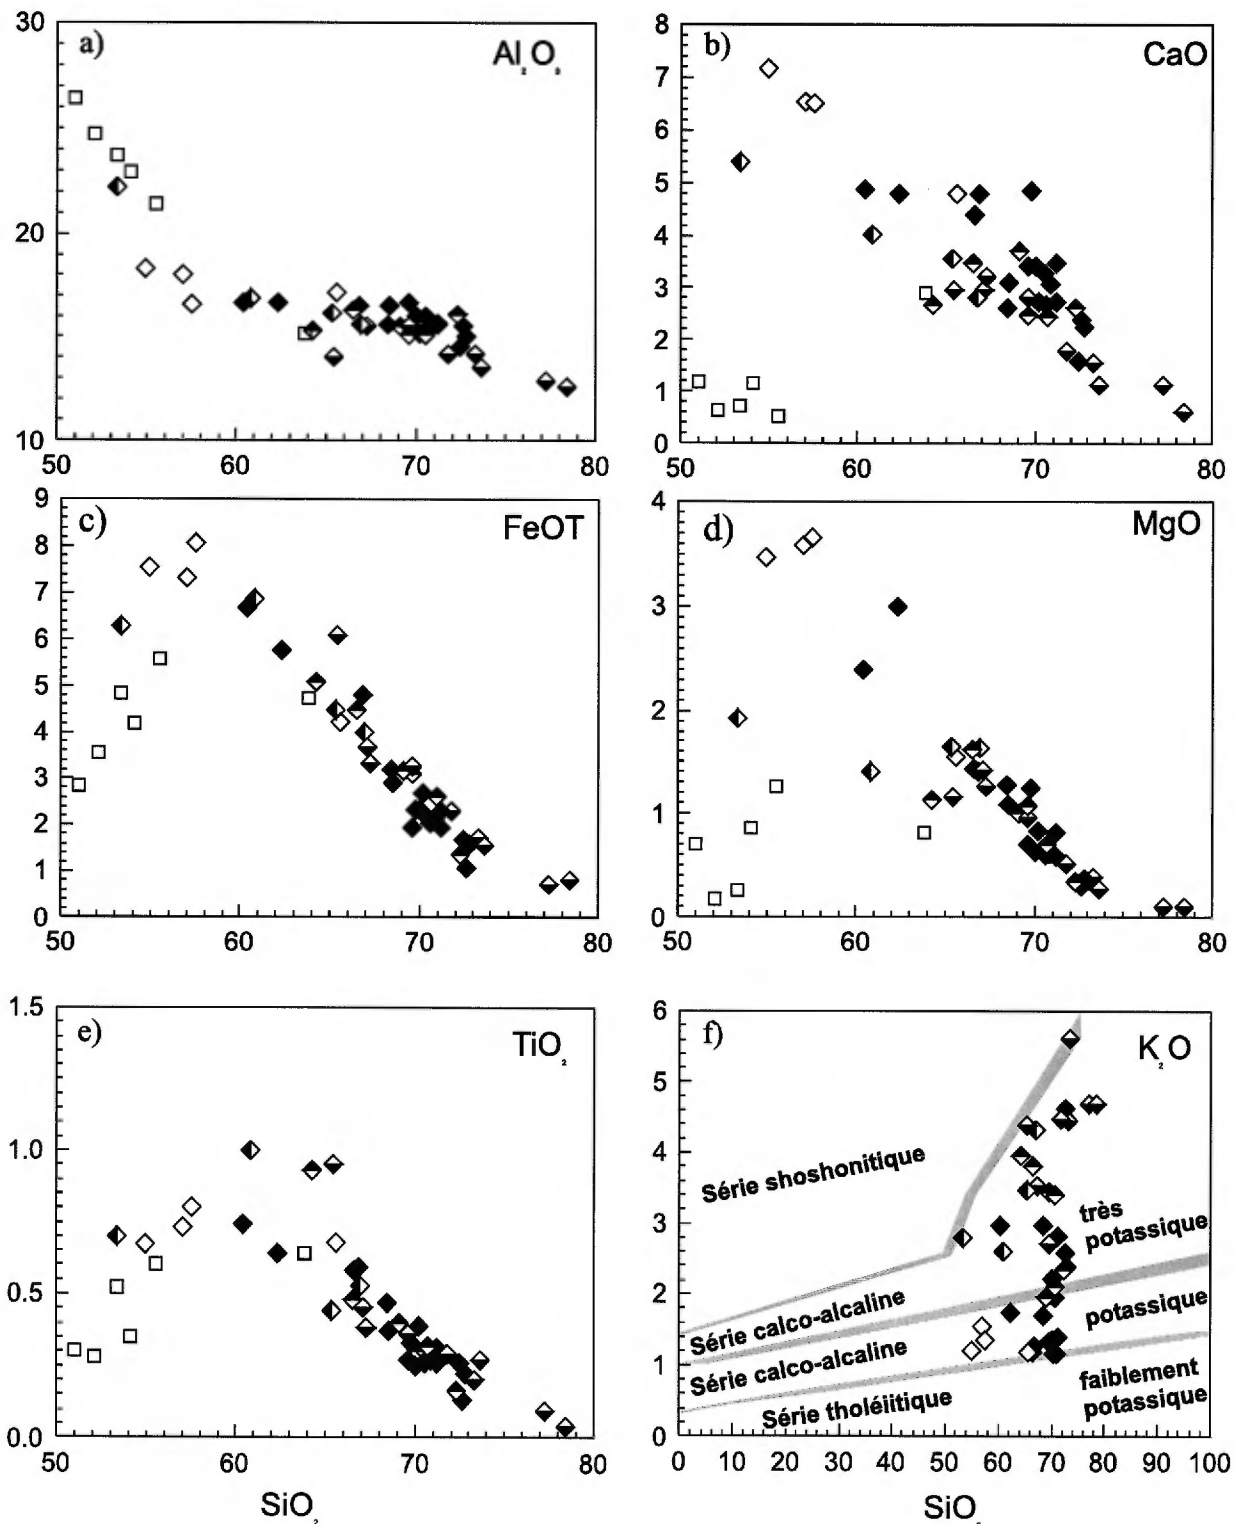 30
a)
Al₂O₃
20
10
50 60 70 80
8
b)
CaO
7
6
5
4
3
2
1
0
50 60 70 80
9
c)
FeOT
8
7
6
5
4
3
2
1
0
50 60 70 80
4
d)
MgO
3
2
1
0
50 60 70 80
1.5
e)
TiO₂
1.0
0.5
0.0
50 60 70 80
SiO₂
6
f)
K₂O
5
4
Série shoshonitique
3
très
potassique
2
Série calco-alcaline
potassique
1
Série calco-alcaline
faiblement
potassique
Série tholéiitique
0
0 10 20 30 40 50 60 70 80 90 100
SiO₂